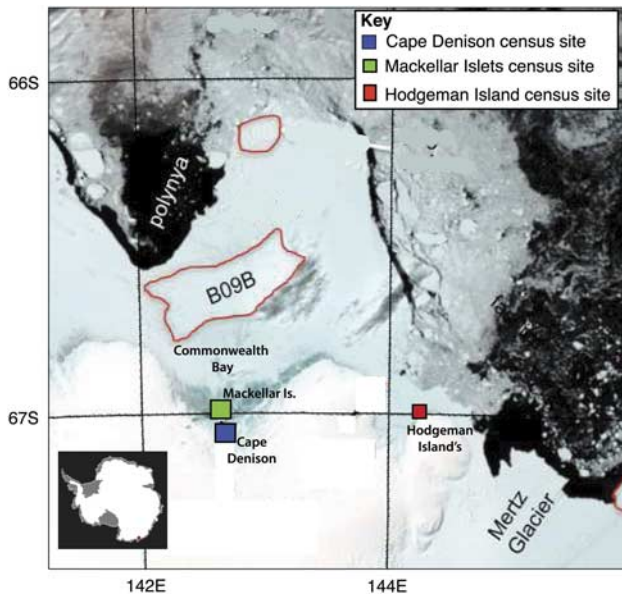 Key
Cape Denison census site
Mackellar Islets census site
Hodgeman Island census site
66S
polynya
B09B
Commonwealth
Bay
Mackellar Is.
67S
Cape
Denison
Hodgeman
Island's
Mertz
Glacier
142E
144E